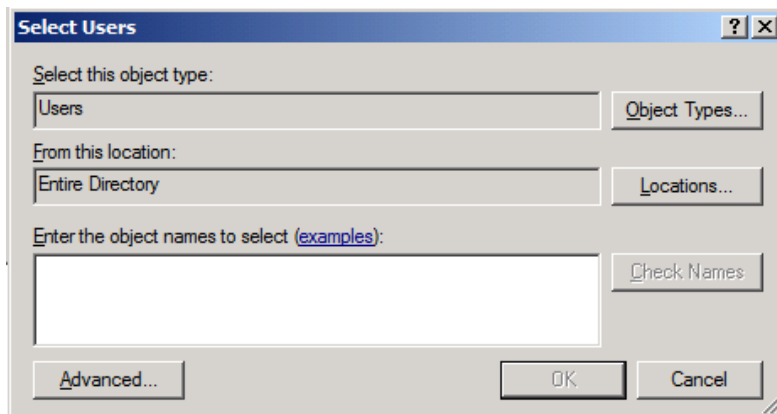 Select Users
Select this object type:
Users
Object Types...
From this location:
Entire Directory
Locations...
Enter the object names to select (examples):
Check Names
Advanced...
OK
Cancel